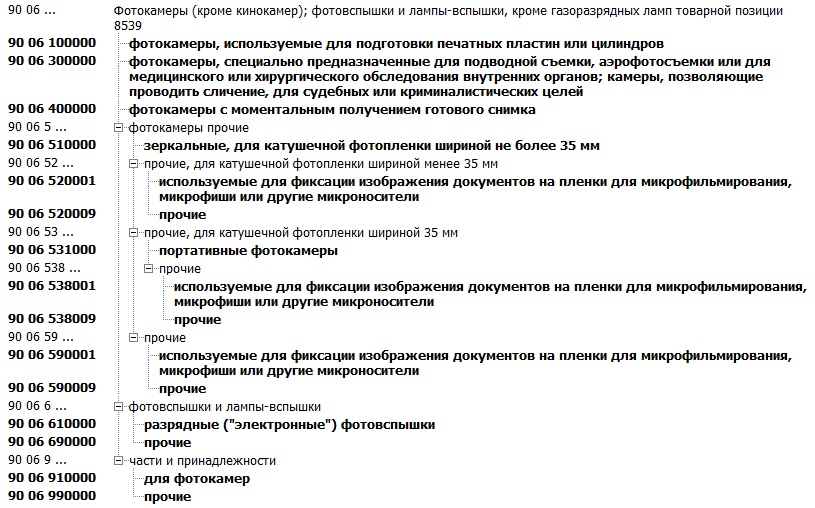 90 06 ... Фотокамеры (кроме кинокамер); фотовспышки и лампы-вспышки, кроме газоразрядных ламп товарной позиции
8539
90 06 100000 фотокамеры, используемые для подготовки печатных пластин или цилиндров
90 06 300000 фотокамеры, специально предназначенные для подводной съемки, аэрофотосъемки или для
медицинского или хирургического обследования внутренних органов; камеры, позволяющие
проводить сличение, для судебных или криминалистических целей
90 06 400000 фотокамеры с моментальным получением готового снимка
90 06 5 ... фотокамеры прочие
90 06 510000 зеркальные, для катушечной фотопленки шириной не более 35 мм
90 06 52 ... прочие, для катушечной фотопленки шириной менее 35 мм
90 06 520001 используемые для фиксации изображения документов на пленки для микрофильмирования,
микрофиши или другие микроносители
90 06 520009 прочие
90 06 53 ... прочие, для катушечной фотопленки шириной 35 мм
90 06 531000 портативные фотокамеры
90 06 538 ... прочие
90 06 538001 используемые для фиксации изображения документов на пленки для микрофильмирования,
микрофиши или другие микроносители
90 06 538009 прочие
90 06 59 ... прочие
90 06 590001 используемые для фиксации изображения документов на пленки для микрофильмирования,
микрофиши или другие микроносители
90 06 590009 прочие
90 06 6 ... фотовспышки и лампы-вспышки
90 06 610000 разрядные ("электронные") фотовспышки
90 06 690000 прочие
90 06 9 ... части и принадлежности
90 06 910000 для фотокамер
90 06 990000 прочие